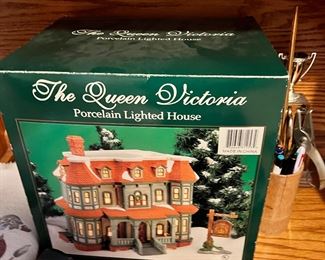 The Queen Victoria
Porcelain Lighted House
The Queen Victoria
Porcelain Lighted House
MADE IN CHINA